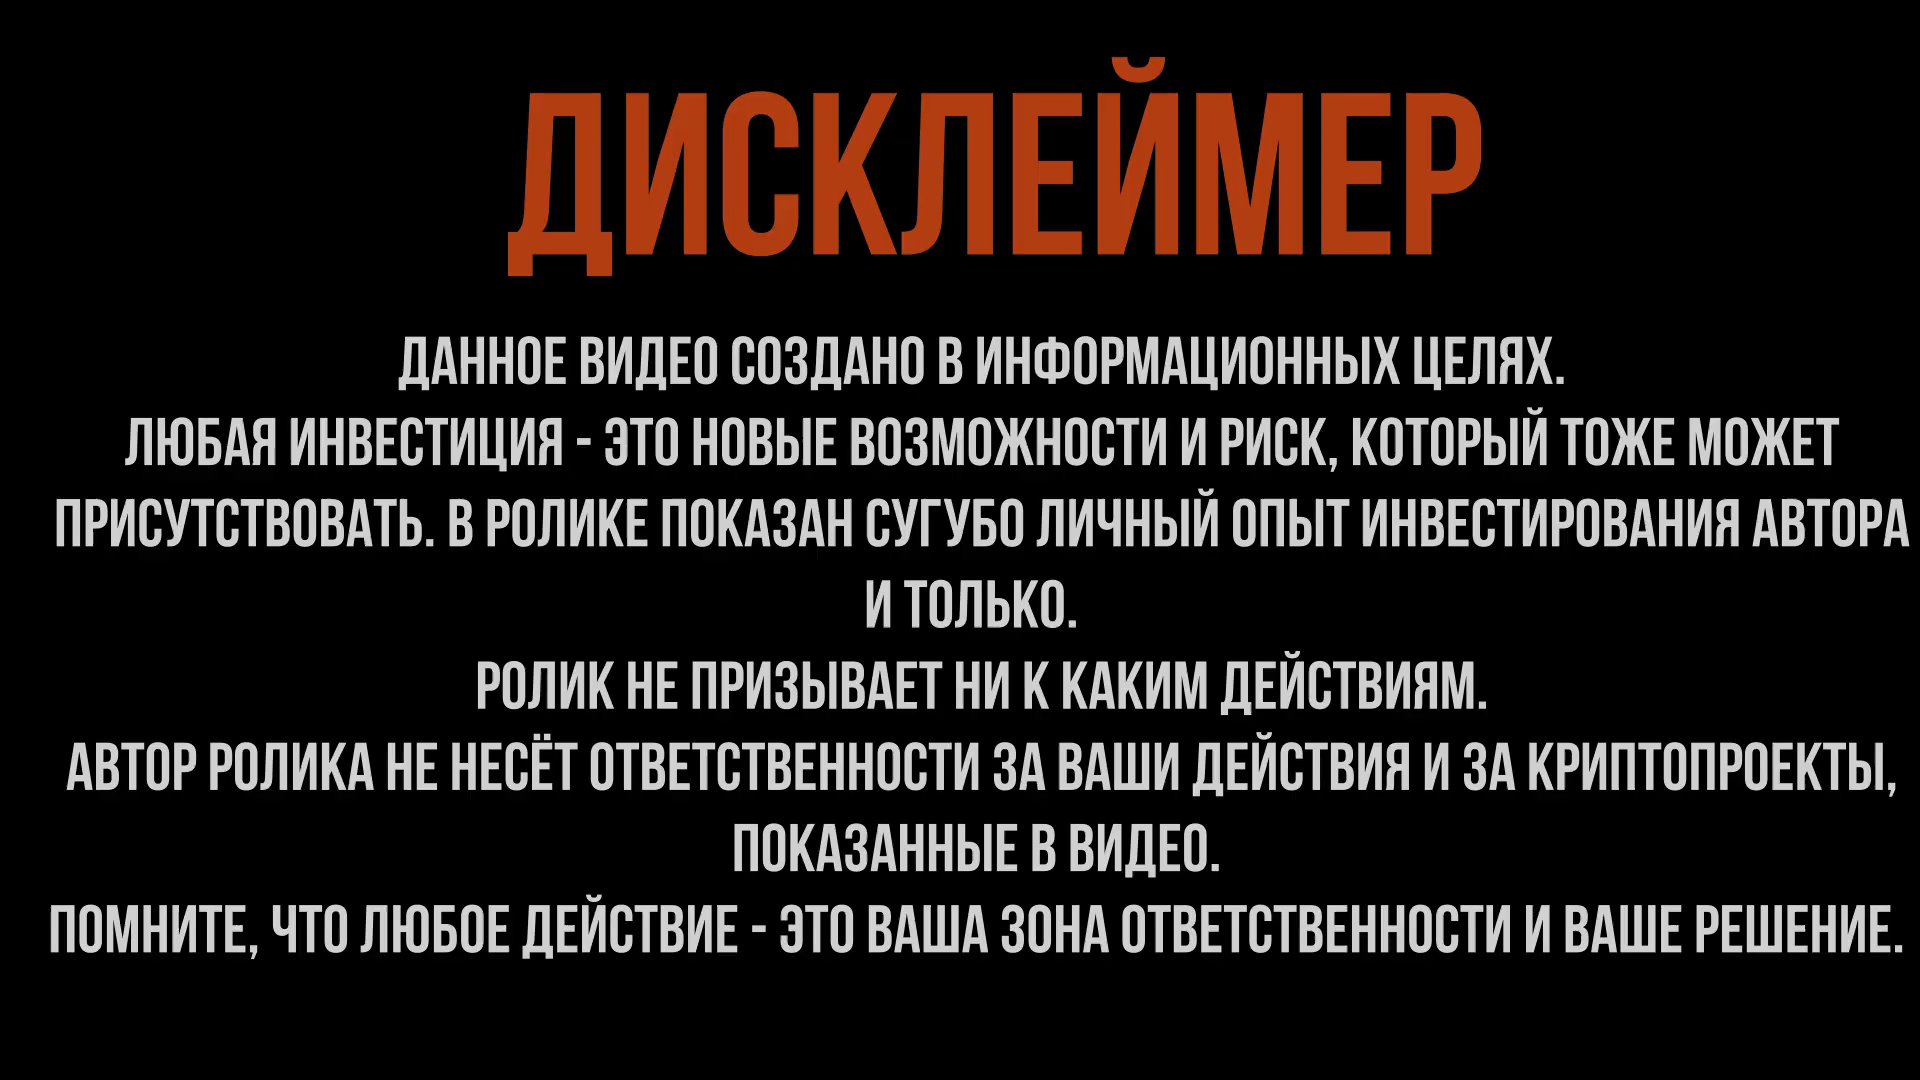 ДИСКЛЕЙМЕР
ДАННОЕ ВИДЕО СОЗДАНО В ИНФОРМАЦИОННЫХ ЦЕЛЯХ.
ЛЮБАЯ ИНВЕСТИЦИЯ - ЭТО НОВЫЕ ВОЗМОЖНОСТИ И РИСК, КОТОРЫЙ ТОЖЕ МОЖЕТ
ПРИСУТСТВОВАТЬ. В РОЛИКЕ ПОКАЗАН СУГУБО ЛИЧНЫЙ ОПЫТ ИНВЕСТИРОВАНИЯ АВТОРА
И ТОЛЬКО.
РОЛИК НЕ ПРИЗЫВАЕТ НИ К КАКИМ ДЕЙСТВИЯМ.
АВТОР РОЛИКА НЕ НЕСЁТ ОТВЕТСТВЕННОСТИ ЗА ВАШИ ДЕЙСТВИЯ И ЗА КРИПТОПРОЕКТЫ,
ПОКАЗАННЫЕ В ВИДЕО.
ПОМНИТЕ, ЧТО ЛЮБОЕ ДЕЙСТВИЕ - ЭТО ВАША ЗОНА ОТВЕТСТВЕННОСТИ И ВАШЕ РЕШЕНИЕ.